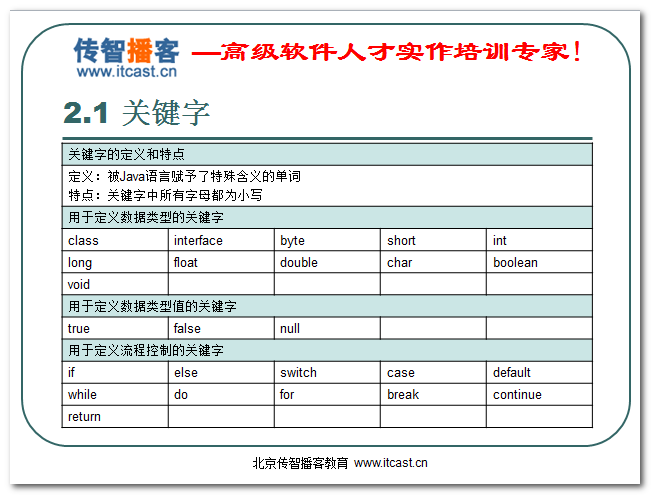 传智播客 —高级软件人才实作培训专家!
www.itcast.cn
2.1 关键字
关键字的定义和特点
定义：被Java语言赋予了特殊含义的单词
特点：关键字中所有字母都为小写
用于定义数据类型的关键字
class interface byte short int
long float double char boolean
void
用于定义数据类型值的关键字
true false null
用于定义流程控制的关键字
if else switch case default
while do for break continue
return
北京传智播客教育 www.itcast.cn